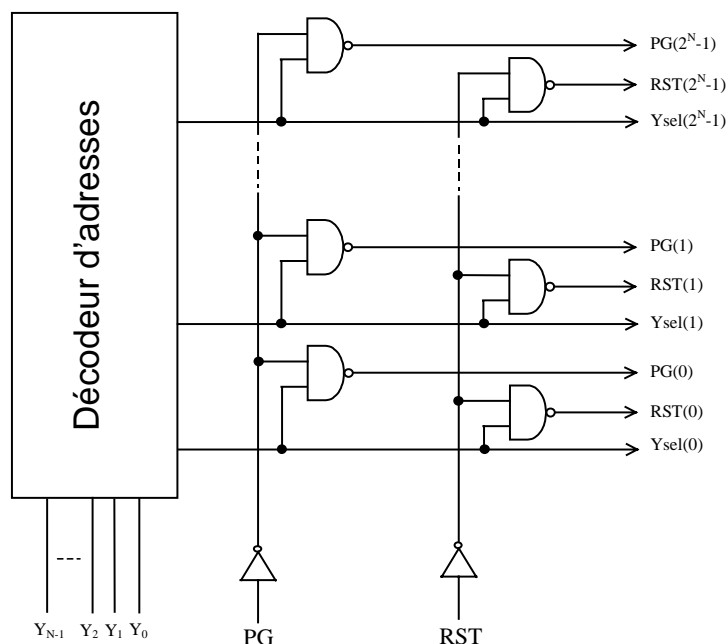 Décodeur d'adresses
PG(2^N-1)
RST(2^N-1)
Ysel(2^N-1)
PG(1)
RST(1)
Ysel(1)
PG(0)
RST(0)
Ysel(0)
Y_N-1 Y_2 Y_1 Y_0
PG RST